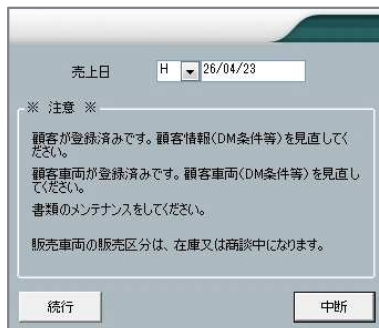 売上日 H 26/04/23
※ 注意 ※
顧客が登録済みです。顧客情報(DM条件等)を見直してく
ださい。
顧客車両が登録済みです。顧客車両(DM条件等)を見直し
てください。
書類のメンテナンスをしてください。
販売車両の販売区分は、在庫又は商談中になります。
続行 中断